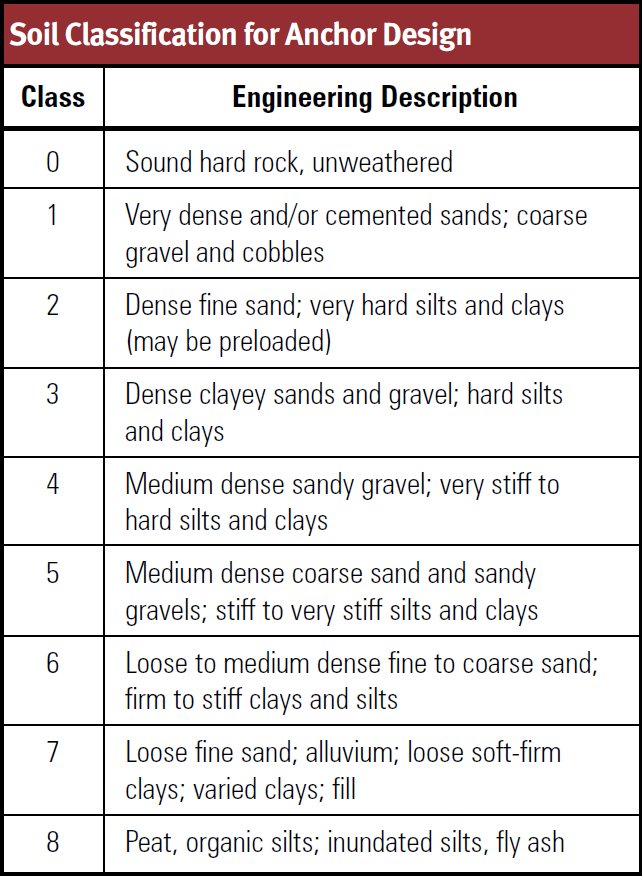 Soil Classification for Anchor Design
Class Engineering Description
0 Sound hard rock, unweathered
1 Very dense and/or cemented sands; coarse
gravel and cobbles
2 Dense fine sand; very hard silts and clays
(may be preloaded)
3 Dense clayey sands and gravel; hard silts
and clays
4 Medium dense sandy gravel; very stiff to
hard silts and clays
5 Medium dense coarse sand and sandy
gravels; stiff to very stiff silts and clays
6 Loose to medium dense fine to coarse sand;
firm to stiff clays and silts
7 Loose fine sand; alluvium; loose soft-firm
clays; varied clays; fill
8 Peat, organic silts; inundated silts, fly ash